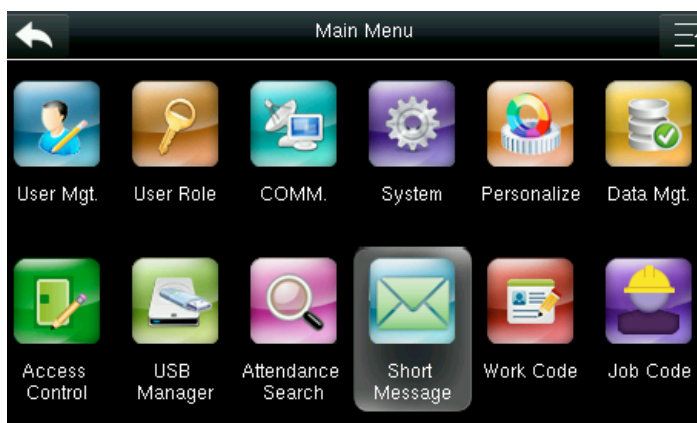 Main Menu
User Mgt.
User Role
COMM.
System
Personalize
Data Mgt.
Access
Control
USB
Manager
Attendance
Search
Short
Message
Work Code
Job Code